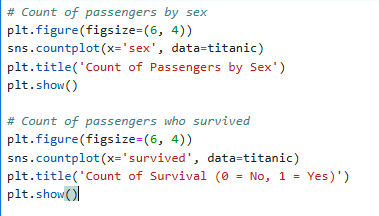 # Count of passengers by sex
plt.figure(figsize=(6, 4))
sns.countplot(x='sex', data=titanic)
plt.title('Count of Passengers by Sex')
plt.show()
# Count of passengers who survived
plt.figure(figsize=(6, 4))
sns.countplot(x='survived', data=titanic)
plt.title('Count of Survival (0 = No, 1 = Yes)')
plt.show()